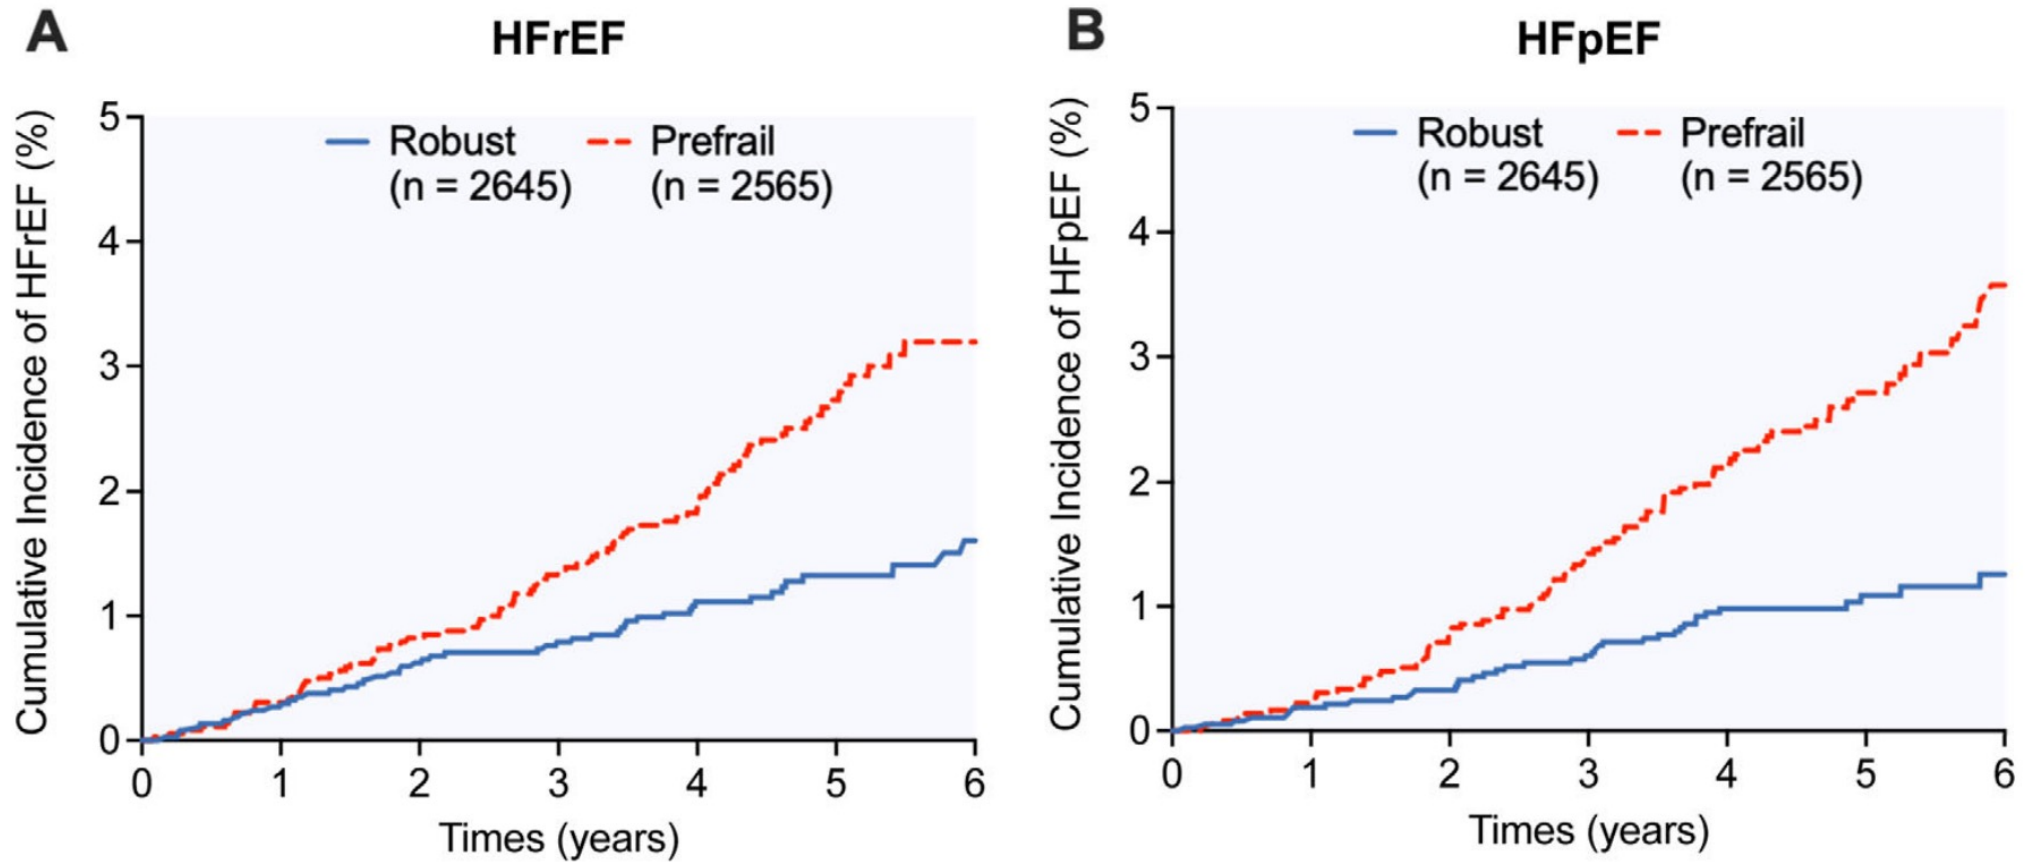 A
HFrEF
Cumulative Incidence of HFrEF (%)
5
4
3
2
1
0
Robust
(n = 2645)
Prefrail
(n = 2565)
0 1 2 3 4 5 6
Times (years)
B
HFpEF
Cumulative Incidence of HFpEF (%)
5
4
3
2
1
0
Robust
(n = 2645)
Prefrail
(n = 2565)
0 1 2 3 4 5 6
Times (years)